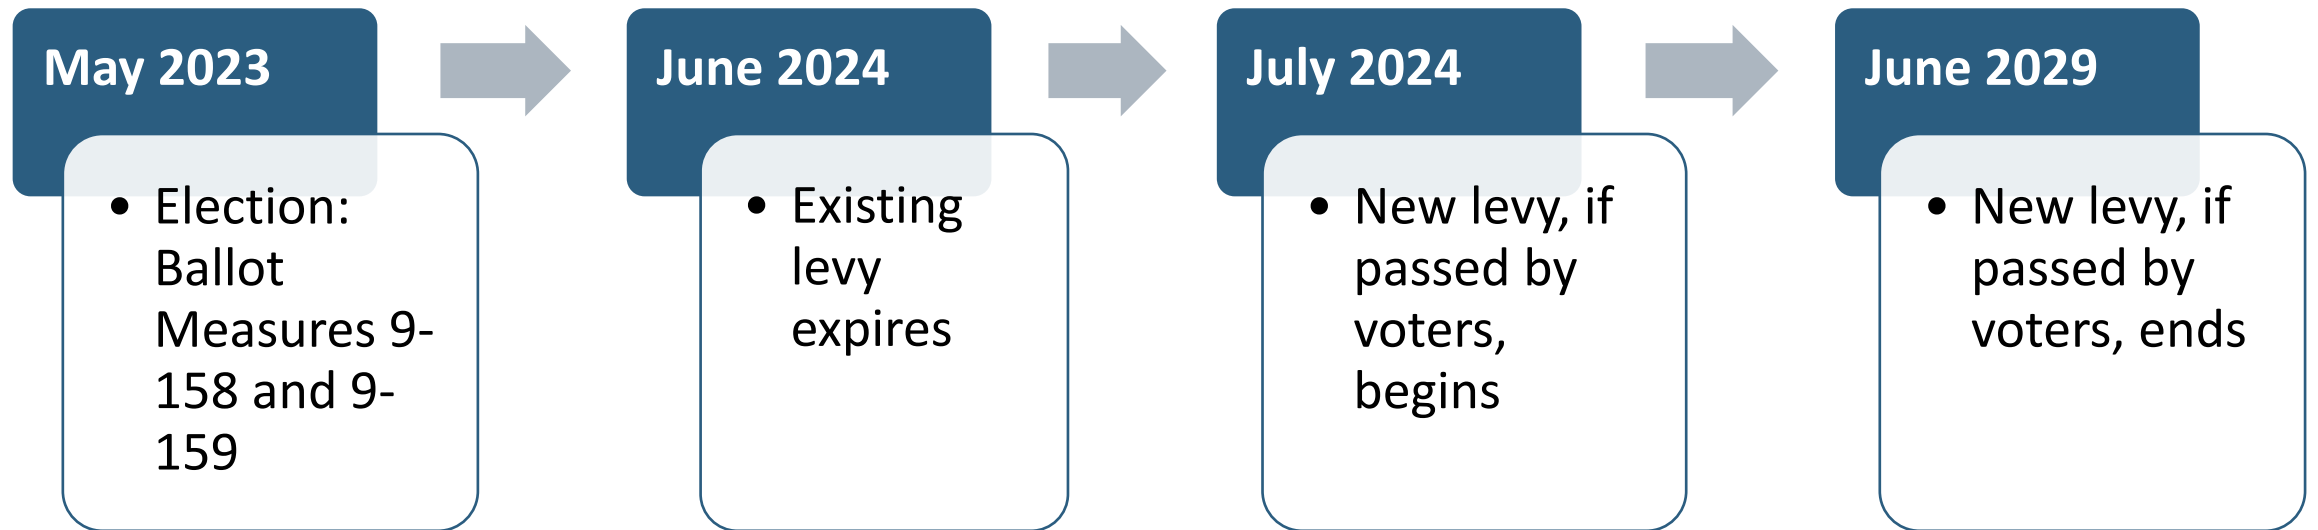 May 2023
• Election:
Ballot
Measures 9-
158 and 9-
159
June 2024
• Existing
levy
expires
July 2024
• New levy, if
passed by
voters,
begins
June 2029
• New levy, if
passed by
voters, ends